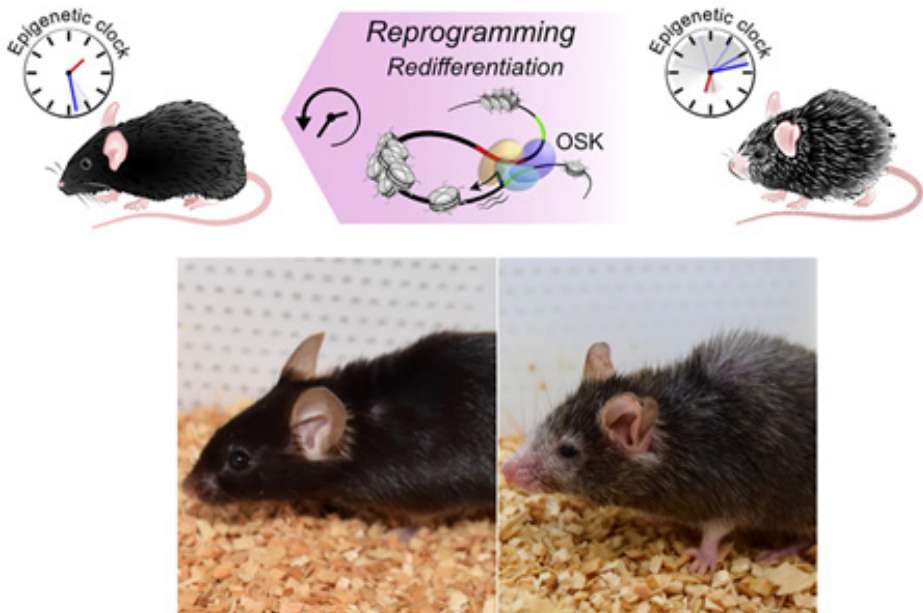 Epigenetic clock
Reprogramming
Redifferentiation
OSK
Epigenetic clock